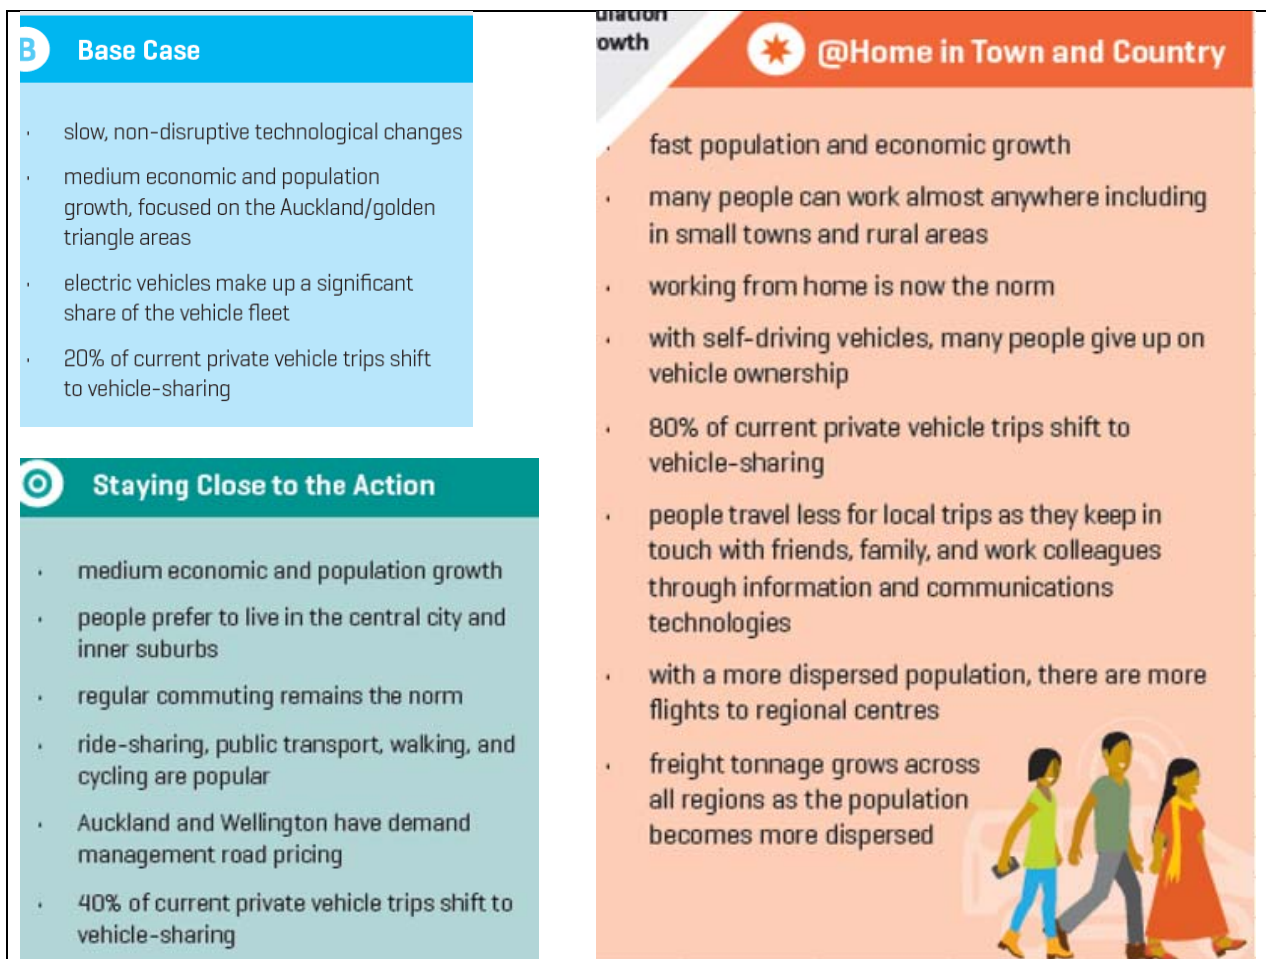 B Base Case
slow, non-disruptive technological changes
medium economic and population
growth, focused on the Auckland/golden
triangle areas
electric vehicles make up a significant
share of the vehicle fleet
20% of current private vehicle trips shift
to vehicle-sharing
Staying Close to the Action
medium economic and population growth
people prefer to live in the central city and
inner suburbs
regular commuting remains the norm
ride-sharing, public transport, walking, and
cycling are popular
Auckland and Wellington have demand
management road pricing
40% of current private vehicle trips shift to
vehicle-sharing
owth
@Home in Town and Country
fast population and economic growth
many people can work almost anywhere including
in small towns and rural areas
working from home is now the norm
with self-driving vehicles, many people give up on
vehicle ownership
80% of current private vehicle trips shift to
vehicle-sharing
people travel less for local trips as they keep in
touch with friends, family, and work colleagues
through information and communications
technologies
with a more dispersed population, there are more
flights to regional centres
freight tonnage grows across
all regions as the population
becomes more dispersed